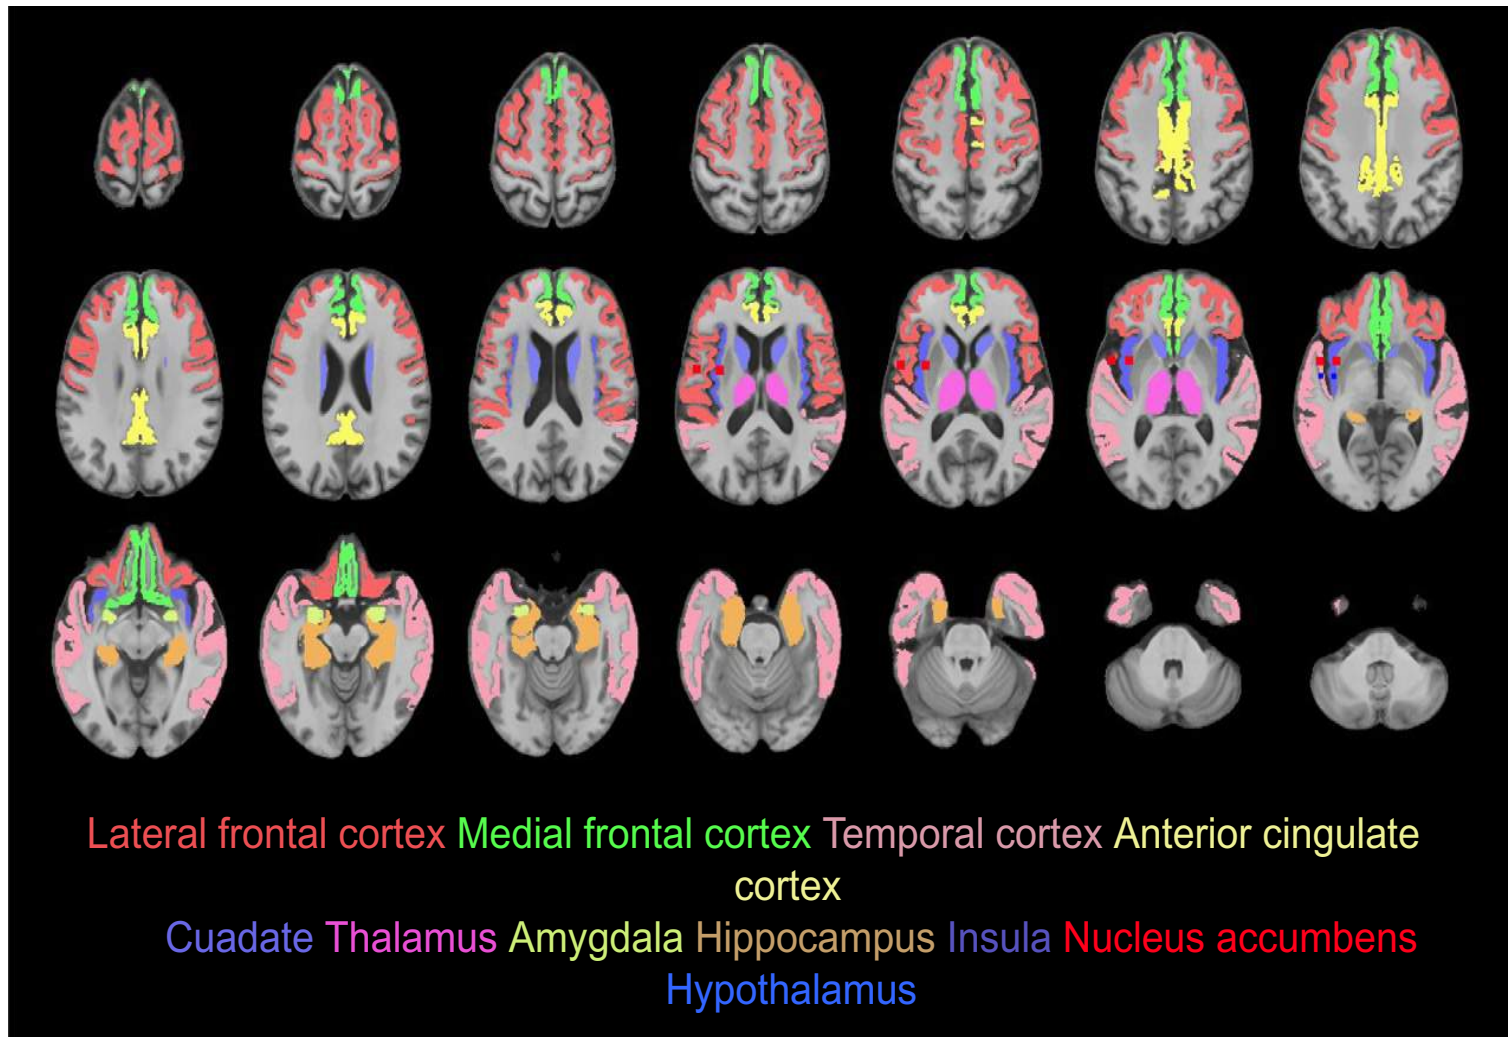 Lateral frontal cortex Medial frontal cortex Temporal cortex Anterior cingulate
cortex
Cuadate Thalamus Amygdala Hippocampus Insula Nucleus accumbens
Hypothalamus